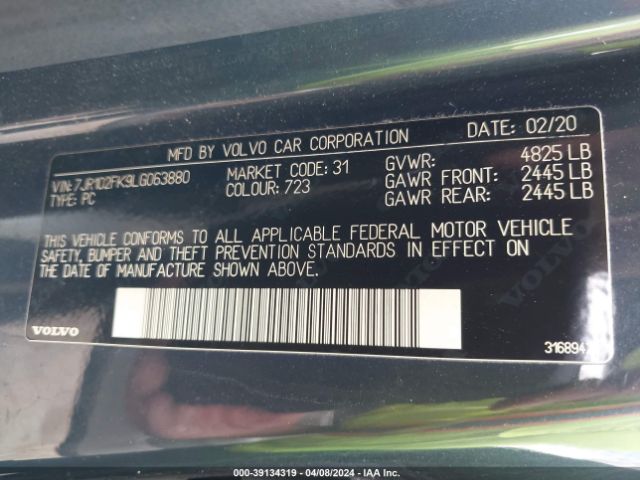 MFD BY VOLVO CAR CORPORATION DATE: 02/20
VIN: 7JR102FK9LG063880 MARKET CODE: 31 GVWR: 4825 LB
TYPE: PC COLOUR: 723 GAWR FRONT: 2445 LB
GAWR REAR: 2445 LB
THIS VEHICLE CONFORMS TO ALL APPLICABLE FEDERAL MOTOR VEHICLE
SAFETY, BUMPER AND THEFT PREVENTION STANDARDS IN EFFECT ON
THE DATE OF MANUFACTURE SHOWN ABOVE.
VOLVO
000-39134319 | 04/08/2024 | IAA Inc.